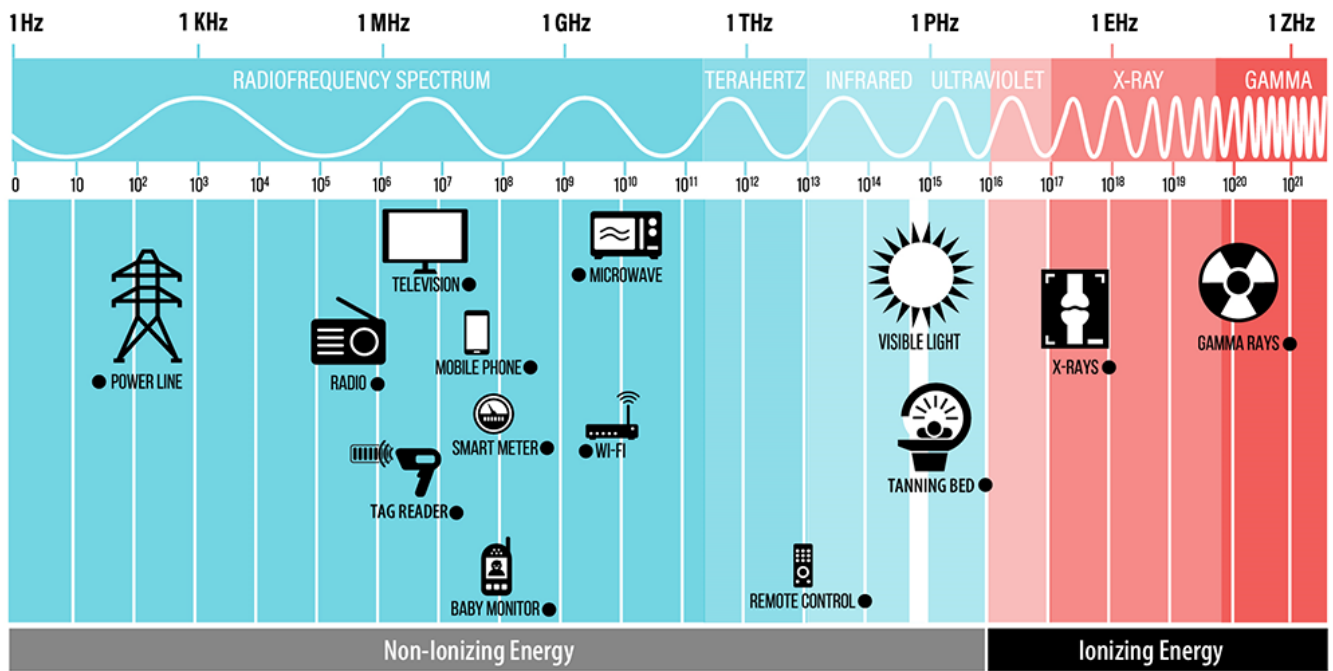 1 Hz 1 KHz 1 MHz 1 GHz 1 THz 1 PHz 1 EHz 1 ZHz
RADIOFREQUENCY SPECTRUM TERAHERTZ INFRARED ULTRAVIOLET X-RAY GAMMA
0 10 10² 10³ 10⁴ 10⁵ 10⁶ 10⁷ 10⁸ 10⁹ 10¹⁰ 10¹¹ 10¹² 10¹³ 10¹⁴ 10¹⁵ 10¹⁶ 10¹⁷ 10¹⁸ 10¹⁹ 10²⁰ 10²¹
TELEVISION
MICROWAVE
VISIBLE LIGHT
GAMMA RAYS
MOBILE PHONE
X-RAYS
POWER LINE
RADIO
SMART METER
WI-FI
TANNING BED
TAG READER
BABY MONITOR
REMOTE CONTROL
Non-Ionizing Energy Ionizing Energy